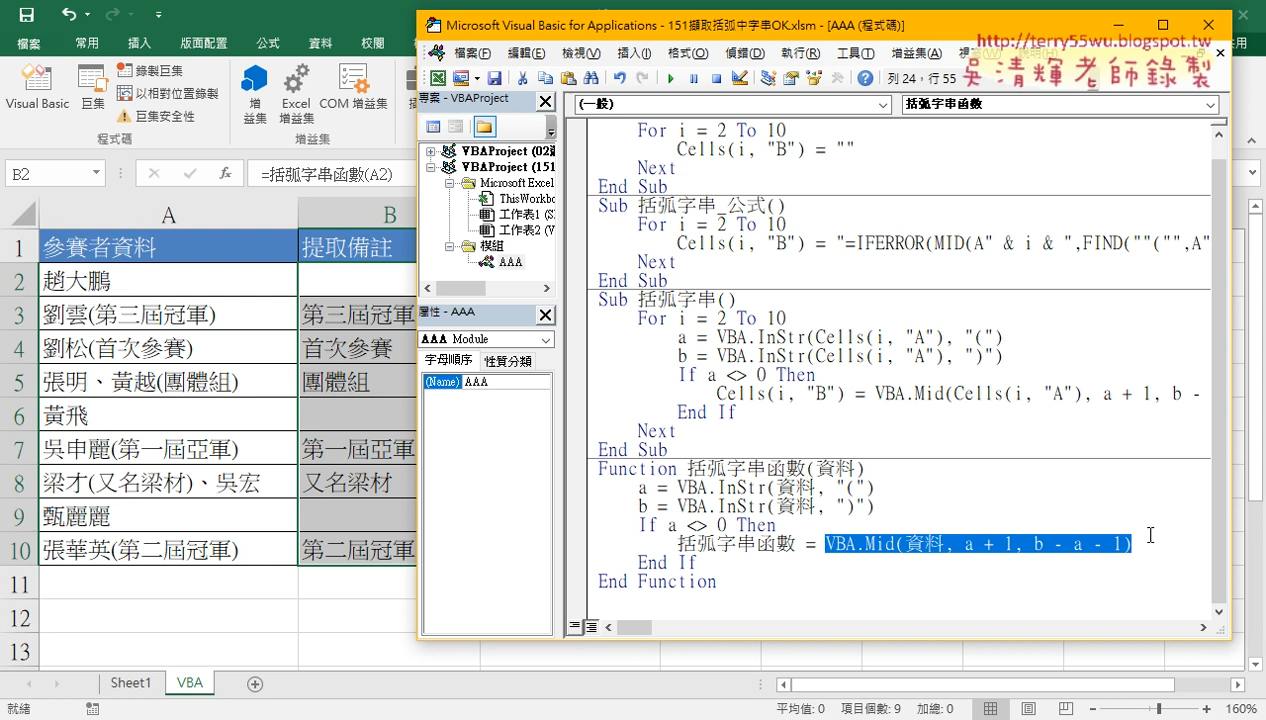 Microsoft Visual Basic for Applications - 151擷取括弧中字串OK.xlsm - [AAA (程式碼)]
http://terry55wu.blogspot.tw
吳清輝老師錄製
檔案 常用 插入 版面配置 公式 資料 校閱
檔案(F) 編輯(E) 檢視(V) 插入(I) 格式(O) 偵錯(D) 執行(R) 工具(T) 增益集(A)
列 24，行 55
Visual Basic
巨集
錄製巨集
以相對位置錄製
巨集安全性
程式碼
增益集
Excel 增益集
COM 增益集
增益集
B2
fx
=括弧字串函數(A2)
A B
1 參賽者資料 提取備註
2 趙大鵬
3 劉雲(第三屆冠軍) 第三屆冠軍
4 劉松(首次參賽) 首次參賽
5 張明、黃越(團體組) 團體組
6 黃飛
7 吳申麗(第一屆亞軍) 第一屆亞軍
8 梁才(又名梁材)、吳宏 又名梁材
9 甄麗麗
10 張華英(第二屆冠軍) 第二屆冠軍
11
12
13
專案 - VBAProject
VBAProject (02
VBAProject (151
Microsoft Excel
ThisWorkbo
工作表1 (S
工作表2 (V
模組
AAA
屬性 - AAA
AAA Module
字母順序 性質分類
(Name) AAA
(一般)
括弧字串函數
For i = 2 To 10
Cells(i, "B") = ""
Next
End Sub
Sub 括弧字串_公式()
For i = 2 To 10
Cells(i, "B") = "=IFERROR(MID(A" & i & ",FIND(""("",A"
Next
End Sub
Sub 括弧字串()
For i = 2 To 10
a = VBA.InStr(Cells(i, "A"), "(")
b = VBA.InStr(Cells(i, "A"), ")")
If a <> 0 Then
Cells(i, "B") = VBA.Mid(Cells(i, "A"), a + 1, b -
End If
Next
End Sub
Function 括弧字串函數(資料)
a = VBA.InStr(資料, "(")
b = VBA.InStr(資料, ")")
If a <> 0 Then
括弧字串函數 = VBA.Mid(資料, a + 1, b - a - 1)
End If
End Function
Sheet1 VBA
就緒
平均值: 0 項目個數: 9 加總: 0
160%